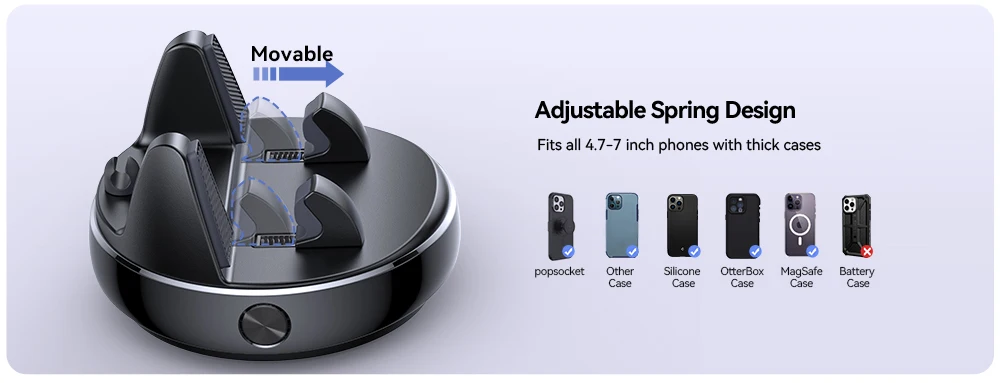 Movable
Adjustable Spring Design
Fits all 4.7-7 inch phones with thick cases
popsocket
Other
Case
Silicone
Case
OtterBox
Case
MagSafe
Case
Battery
Case